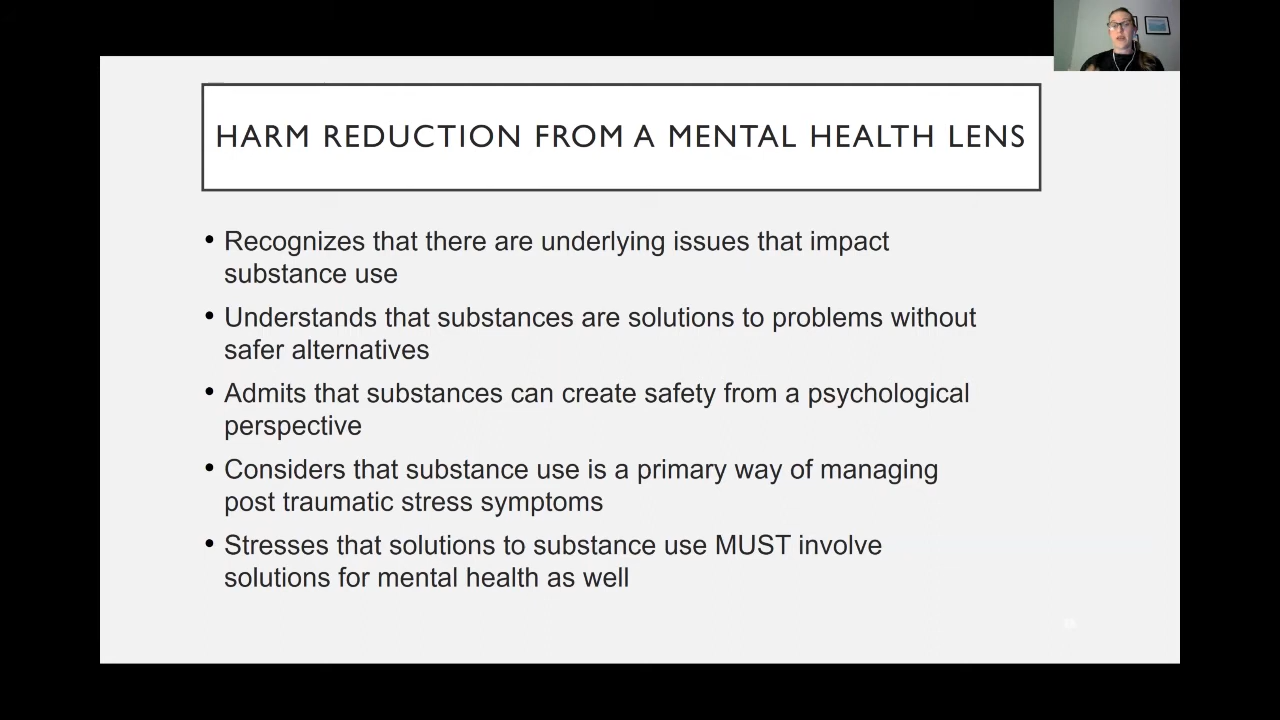 HARM REDUCTION FROM A MENTAL HEALTH LENS
• Recognizes that there are underlying issues that impact
substance use
• Understands that substances are solutions to problems without
safer alternatives
• Admits that substances can create safety from a psychological
perspective
• Considers that substance use is a primary way of managing
post traumatic stress symptoms
• Stresses that solutions to substance use MUST involve
solutions for mental health as well